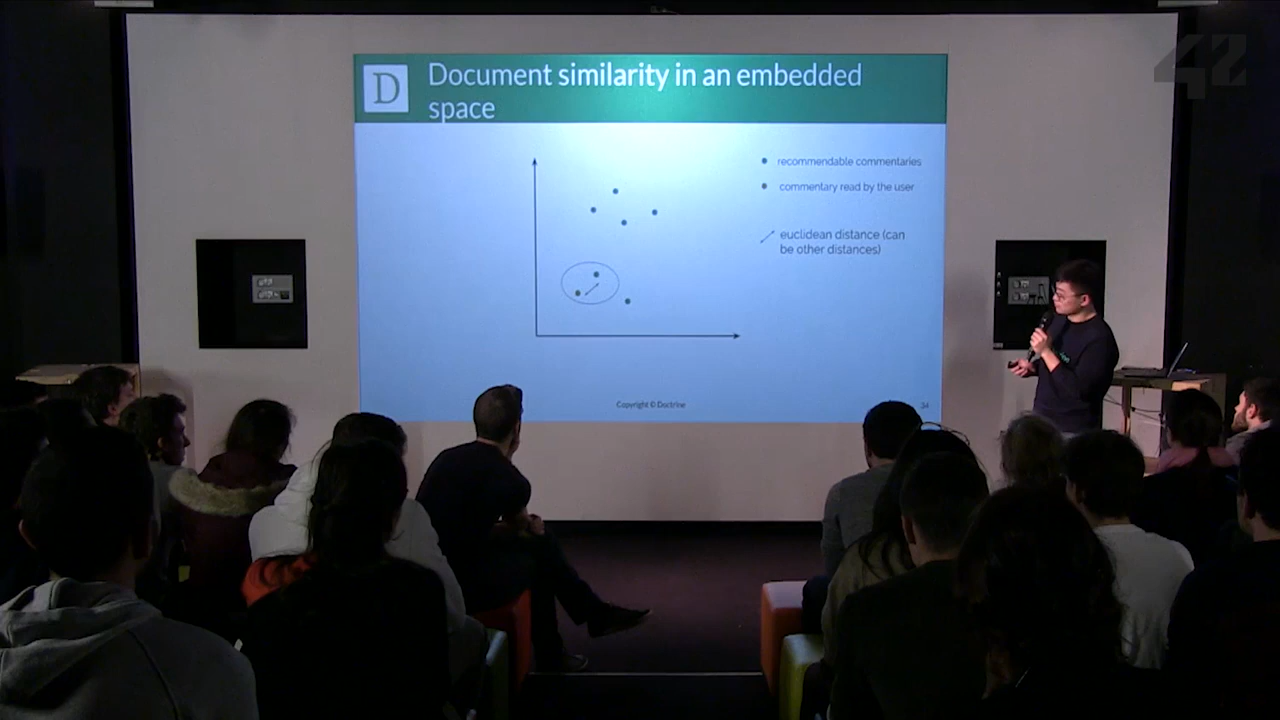 42
D
Document similarity in an embedded
space
recommendable commentaries
commentary read by the user
euclidean distance (can
be other distances)
Copyright © Doctrine
34